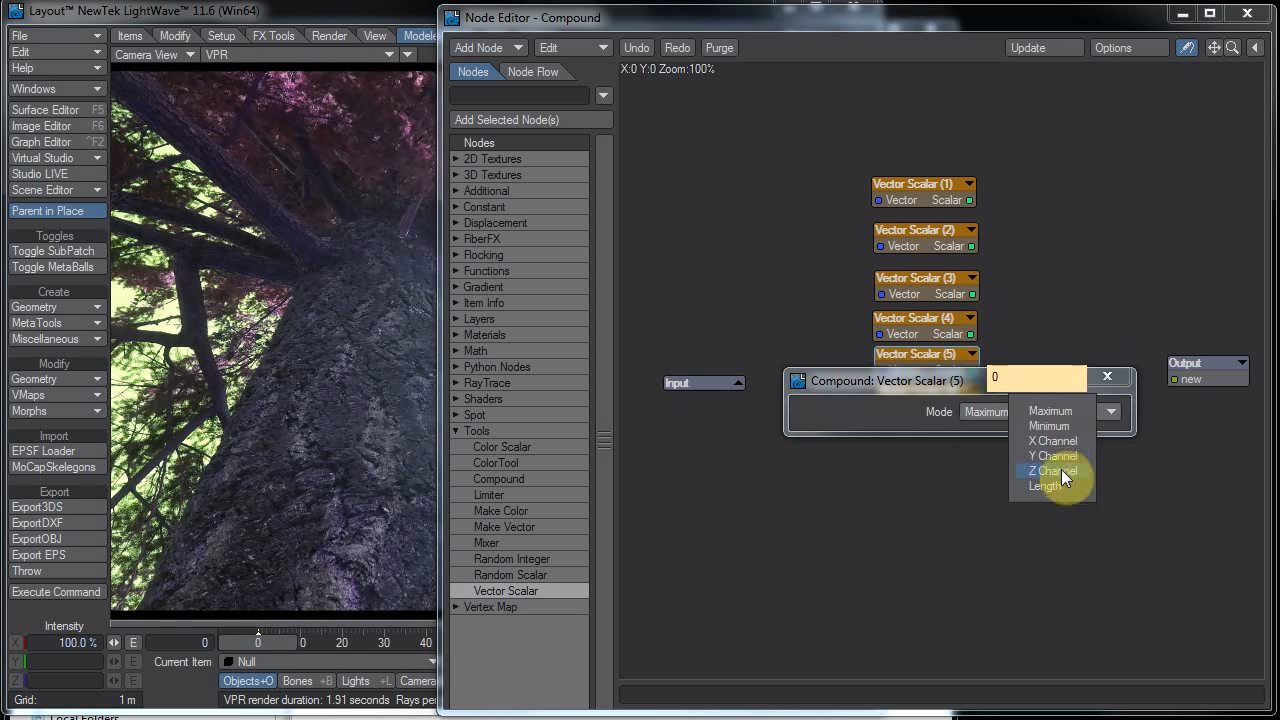 Layout™ NewTek LightWave™ 11.6 (Win64)
File
Edit
Help
Windows
Surface Editor F5
Image Editor F6
Graph Editor ^F2
Virtual Studio
Studio LIVE
Scene Editor
Parent in Place
Toggles
Toggle SubPatch
Toggle MetaBalls
Create
Geometry
MetaTools
Miscellaneous
Modify
Geometry
VMaps
Morphs
Import
EPSF Loader
MoCapSkelegons
Export
Export3DS
ExportDXF
ExportOBJ
Export EPS
Throw
Execute Command
Intensity
X 100.0 % E
Y E
Z E
Grid: 1 m
Items Modify Setup FX Tools Render View Modele
Camera View VPR
0 0 10 20 30 40
Current Item Null
Objects+O Bones +B Lights +L Camera
VPR render duration: 1.91 seconds Rays pe
Local Folders
Node Editor - Compound
Add Node Edit Undo Redo Purge Update Options
Nodes Node Flow
X:0 Y:0 Zoom:100%
Add Selected Node(s)
Nodes
2D Textures
3D Textures
Additional
Constant
Displacement
FiberFX
Flocking
Functions
Gradient
Item Info
Layers
Materials
Math
Python Nodes
RayTrace
Shaders
Spot
Tools
Color Scalar
ColorTool
Compound
Limiter
Make Color
Make Vector
Mixer
Random Integer
Random Scalar
Vector Scalar
Vertex Map
Vector Scalar (1)
Vector Scalar
Vector Scalar (2)
Vector Scalar
Vector Scalar (3)
Vector Scalar
Vector Scalar (4)
Vector Scalar
Vector Scalar (5)
Input
Output
new
Compound: Vector Scalar (5)
0
Mode Maximum
Maximum
Minimum
X Channel
Y Channel
Z Channel
Length